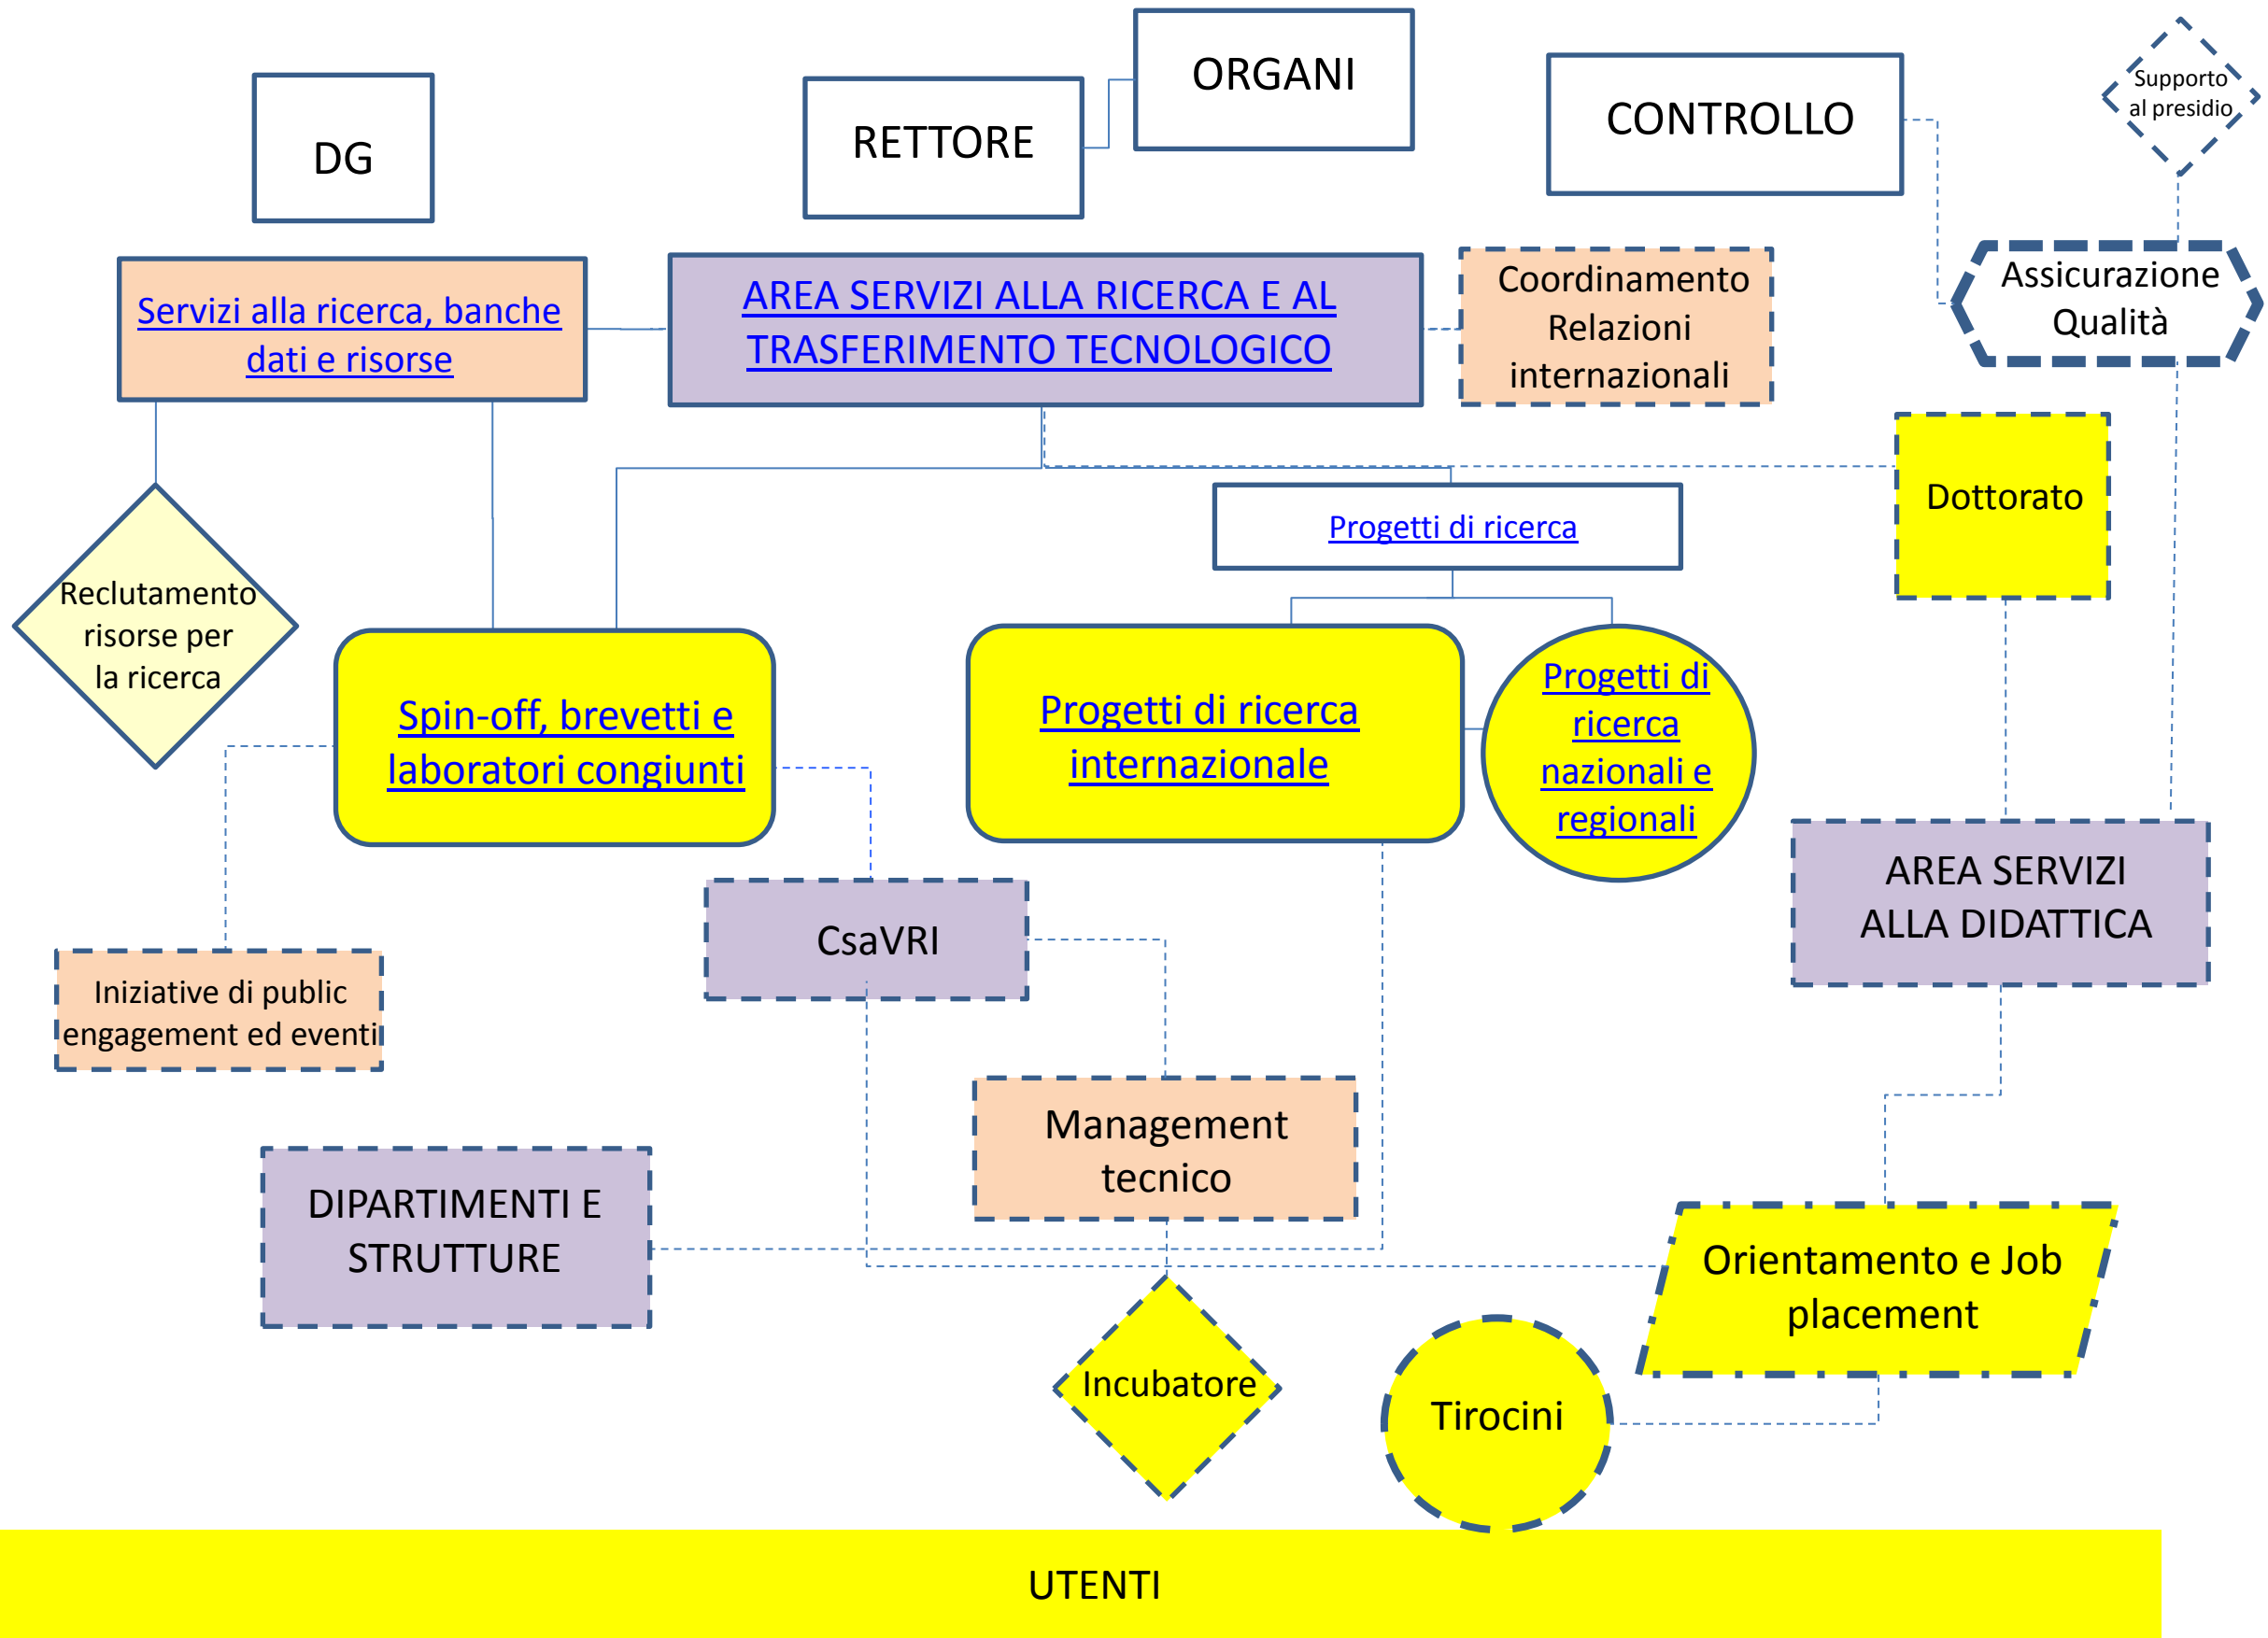 ORGANI
Supporto
al presidio
DG
RETTORE
CONTROLLO
Servizi alla ricerca, banche
dati e risorse
AREA SERVIZI ALLA RICERCA E AL
TRASFERIMENTO TECNOLOGICO
Coordinamento
Relazioni
internazionali
Assicurazione
Qualità
Dottorato
Progetti di ricerca
Reclutamento
risorse per
la ricerca
Spin-off, brevetti e
laboratori congiunti
Progetti di ricerca
internazionale
Progetti di
ricerca
nazionali e
regionali
AREA SERVIZI
ALLA DIDATTICA
CsaVRI
Iniziative di public
engagement ed eventi
Management
tecnico
DIPARTIMENTI E
STRUTTURE
Orientamento e Job
placement
Incubatore
Tirocini
UTENTI